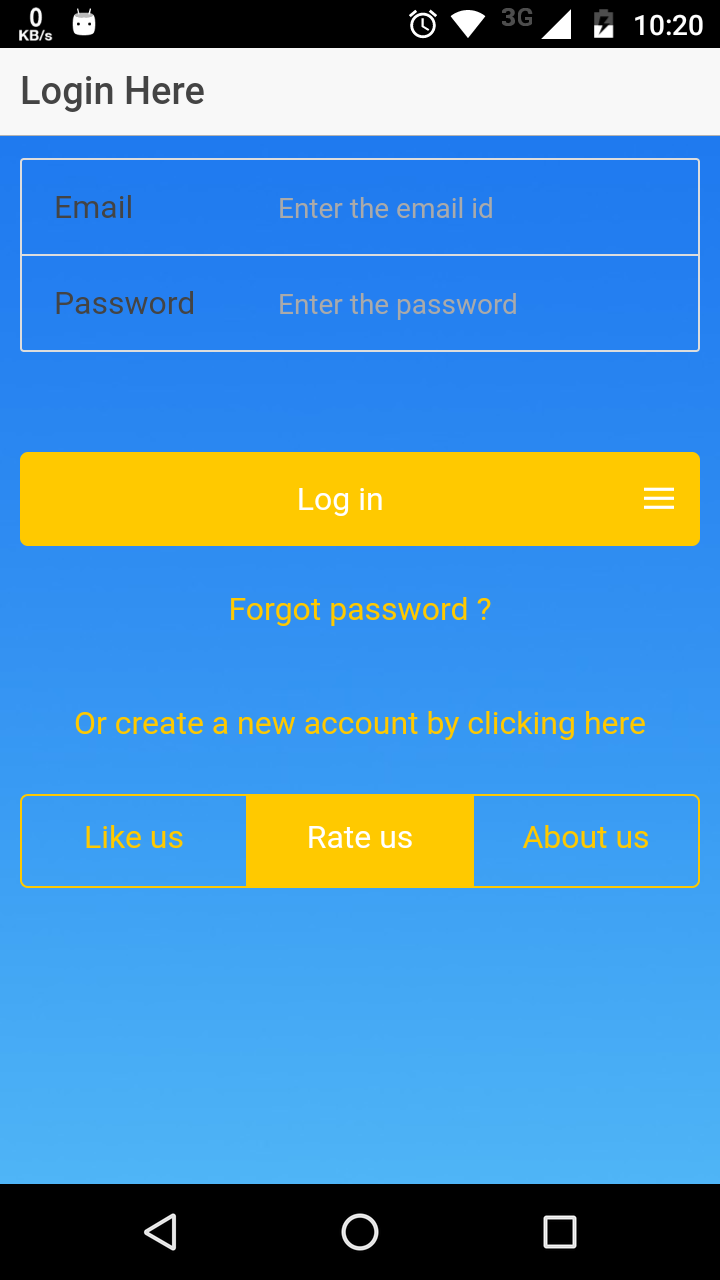 0
KB/s
3G
10:20
Login Here
Email Enter the email id
Password Enter the password
Log in
Forgot password ?
Or create a new account by clicking here
Like us Rate us About us